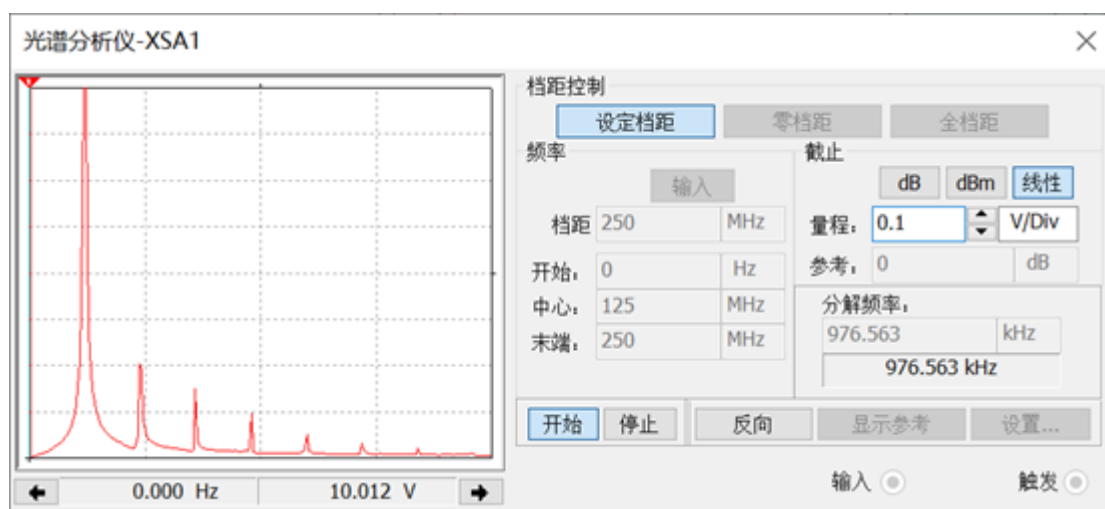 光谱分析仪-XSA1
档距控制
设定档距 零档距 全档距
频率
输入
档距 250 MHz
开始: 0 Hz
中心: 125 MHz
末端: 250 MHz
截止
dB dBm 线性
量程: 0.1 V/Div
参考: 0 dB
分解频率:
976.563 kHz
976.563 kHz
开始 停止 反向 显示参考 设置...
0.000 Hz 10.012 V
输入 触发